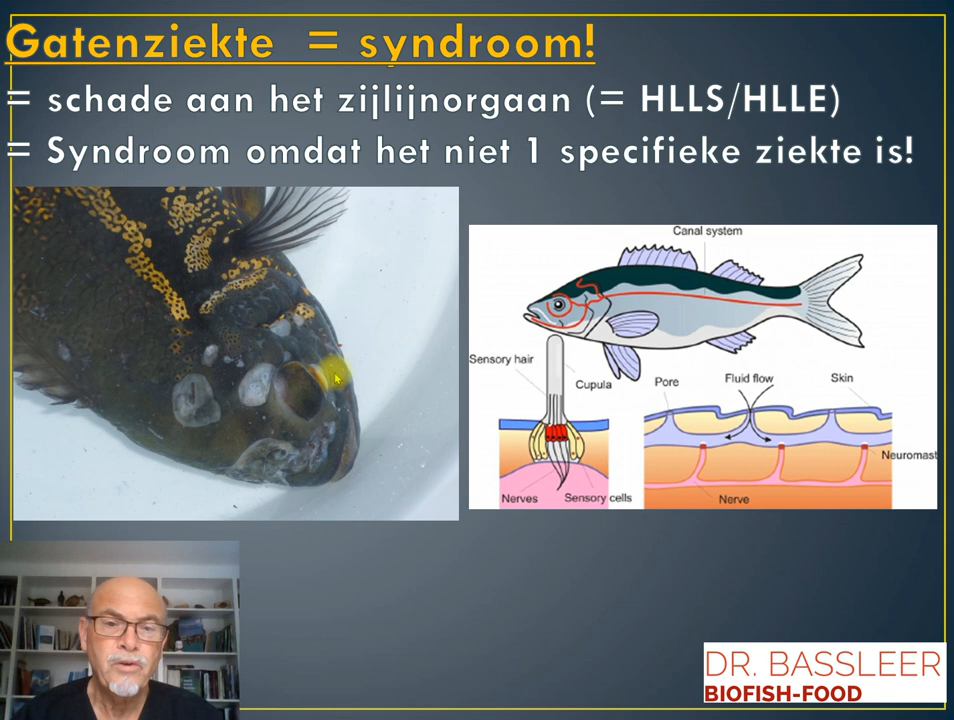 Gatenziekte = syndroom!
= schade aan het zijlijnorgaan (= HLLS/HLLE)
= Syndroom omdat het niet 1 specifieke ziekte is!
Canal system
Sensory hair
Cupula
Pore
Fluid flow
Skin
Neuromast
Nerves
Sensory cells
Nerve
DR. BASSLEER
BIOFISH-FOOD